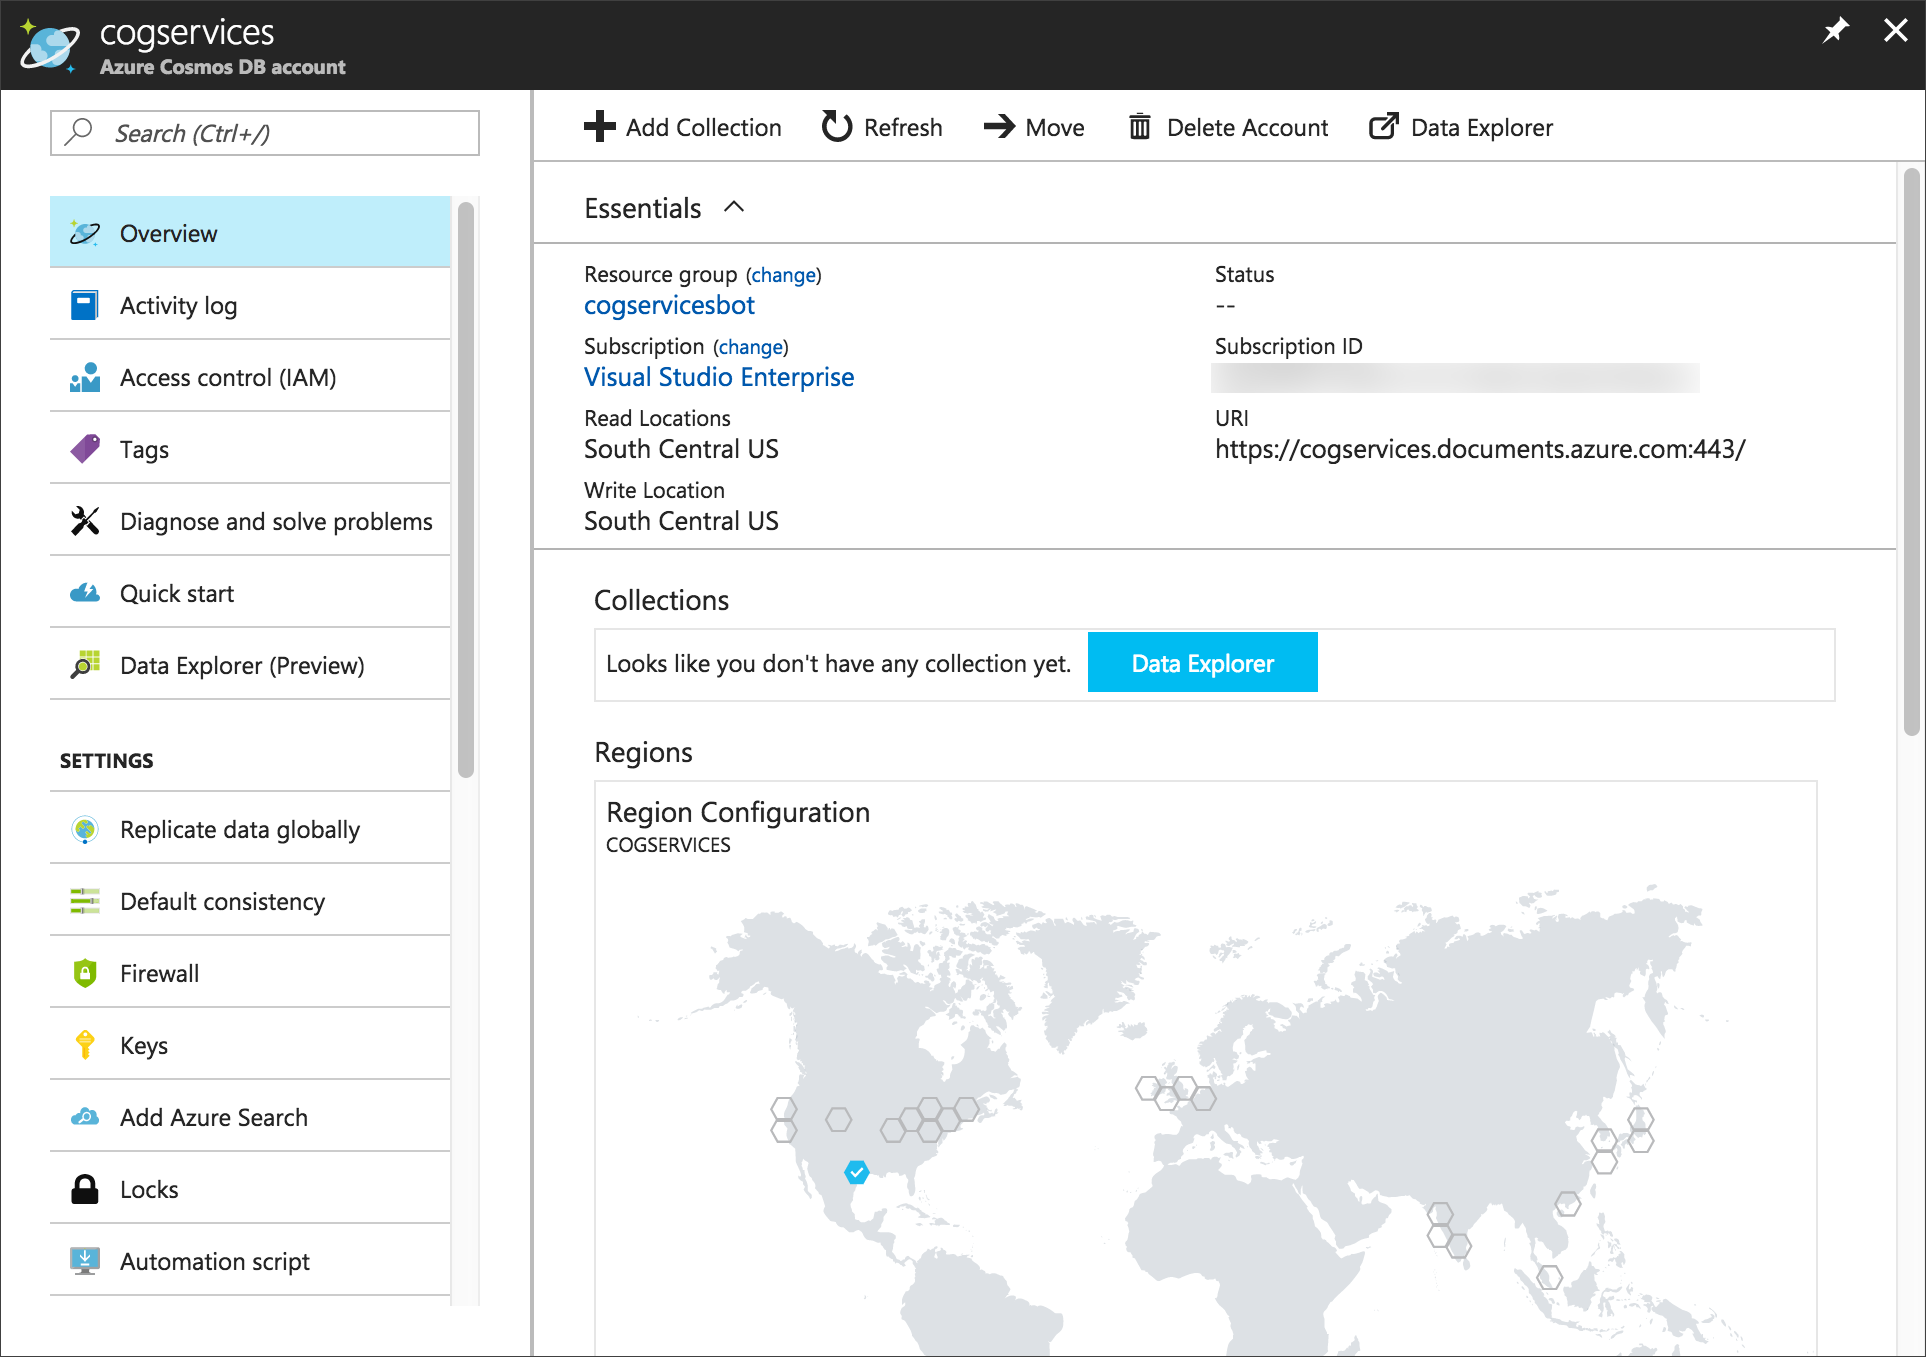 cogservices
Azure Cosmos DB account
Search (Ctrl+/)
Overview
Activity log
Access control (IAM)
Tags
Diagnose and solve problems
Quick start
Data Explorer (Preview)
SETTINGS
Replicate data globally
Default consistency
Firewall
Keys
Add Azure Search
Locks
Automation script
Add Collection Refresh Move Delete Account Data Explorer
Essentials
Resource group (change)
cogservicesbot
Subscription (change)
Visual Studio Enterprise
Read Locations
South Central US
Write Location
South Central US
Status
--
Subscription ID
URI
https://cogservices.documents.azure.com:443/
Collections
Looks like you don't have any collection yet. Data Explorer
Regions
Region Configuration
COGSERVICES